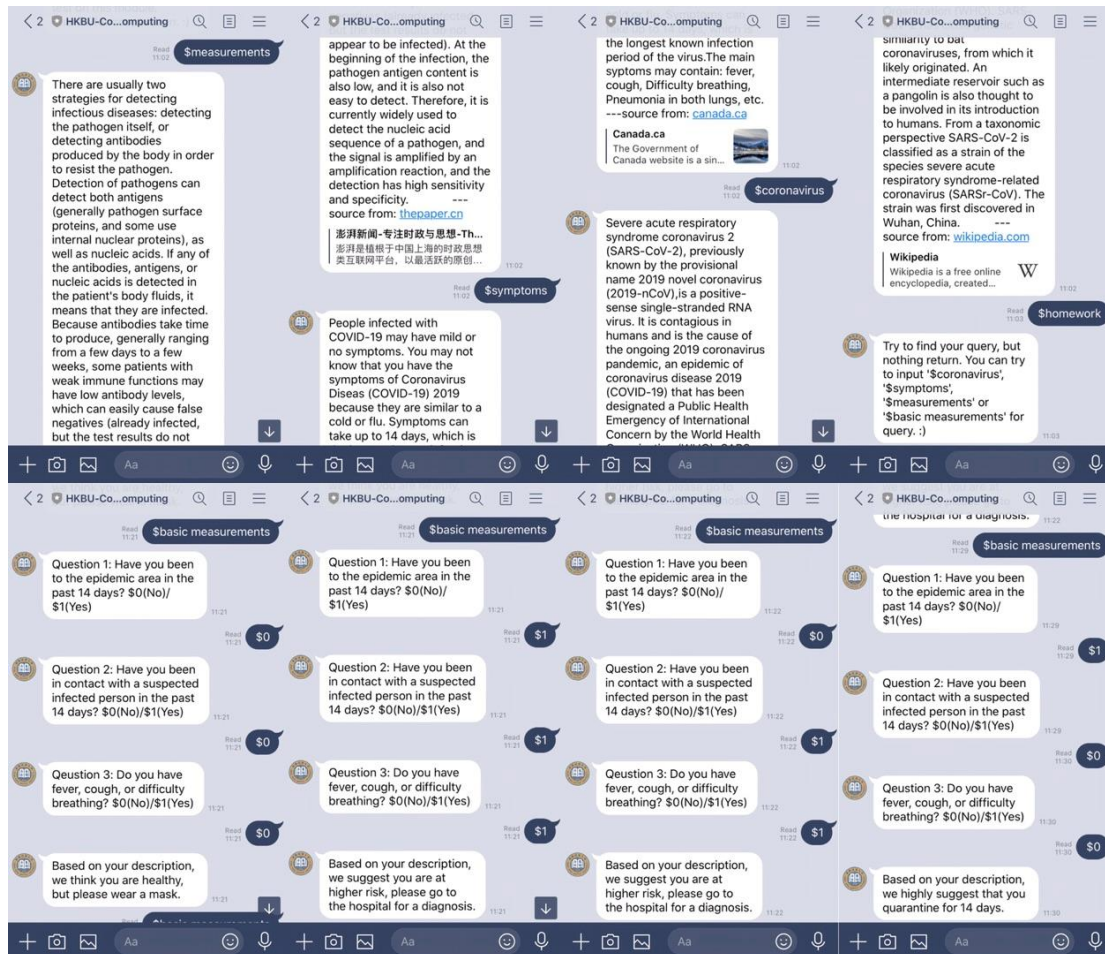 2 HKBU-Co...omputing
Read
11:02
$measurements
There are usually two
strategies for detecting
infectious diseases: detecting
the pathogen itself, or
detecting antibodies
produced by the body in order
to resist the pathogen.
Detection of pathogens can
detect both antigens
(generally pathogen surface
proteins, and some use
internal nuclear proteins), as
well as nucleic acids. If any of
the antibodies, antigens, or
nucleic acids is detected in
the patient's body fluids, it
means that they are infected.
Because antibodies take time
to produce, generally ranging
from a few days to a few
weeks, some patients with
weak immune functions may
have low antibody levels,
which can easily cause false
negatives (already infected,
but the test results do not
Aa
2 HKBU-Co...omputing
appear to be infected). At the
beginning of the infection, the
pathogen antigen content is
also low, and it is also not
easy to detect. Therefore, it is
currently widely used to
detect the nucleic acid
sequence of a pathogen, and
the signal is amplified by an
amplification reaction, and the
detection has high sensitivity
and specificity. ---
source from: thepaper.cn
澎湃新闻-专注时政与思想-Th...
澎湃是植根于中国上海的时政思想
类互联网平台，以最活跃的原创...
11:02
Read
11:02
$symptoms
People infected with
COVID-19 may have mild or
no symptoms. You may not
know that you have the
symptoms of Coronavirus
Diseas (COVID-19) 2019
because they are similar to a
cold or flu. Symptoms can
take up to 14 days, which is
Aa
2 HKBU-Co...omputing
the longest known infection
period of the virus.The main
syptoms may contain: fever,
cough, Difficulty breathing,
Pneumonia in both lungs, etc.
---source from: canada.ca
Canada.ca
The Government of
Canada website is a sin...
11:02
Read
11:02
$coronavirus
Severe acute respiratory
syndrome coronavirus 2
(SARS-CoV-2), previously
known by the provisional
name 2019 novel coronavirus
(2019-nCoV),is a positive-
sense single-stranded RNA
virus. It is contagious in
humans and is the cause of
the ongoing 2019 coronavirus
pandemic, an epidemic of
coronavirus disease 2019
(COVID-19) that has been
designated a Public Health
Emergency of International
Concern by the World Health
Aa
2 HKBU-Co...omputing
similarity to bat
coronaviruses, from which it
likely originated. An
intermediate reservoir such as
a pangolin is also thought to
be involved in its introduction
to humans. From a taxonomic
perspective SARS-CoV-2 is
classified as a strain of the
species severe acute
respiratory syndrome-related
coronavirus (SARSr-CoV). The
strain was first discovered in
Wuhan, China. ---
source from: wikipedia.com
Wikipedia
Wikipedia is a free online
encyclopedia, created...
W
11:02
Read
11:03
$homework
Try to find your query, but
nothing return. You can try
to input '$coronavirus',
'$symptoms',
'$measurements' or
'$basic measurements' for
query. :)
11:03
Aa
2 HKBU-Co...omputing
Read
11:21
$basic measurements
Question 1: Have you been
to the epidemic area in the
past 14 days? $0(No)/
$1(Yes)
11:21
Read
11:21
$0
Question 2: Have you been
in contact with a suspected
infected person in the past
14 days? $0(No)/$1(Yes)
11:21
Read
11:21
$0
Qeustion 3: Do you have
fever, cough, or difficulty
breathing? $0(No)/$1(Yes)
11:21
Read
11:21
$0
Based on your description,
we think you are healthy,
but please wear a mask.
Aa
2 HKBU-Co...omputing
Read
11:21
$basic measurements
Question 1: Have you been
to the epidemic area in the
past 14 days? $0(No)/
$1(Yes)
11:21
Read
11:21
$1
Question 2: Have you been
in contact with a suspected
infected person in the past
14 days? $0(No)/$1(Yes)
11:21
Read
11:21
$1
Qeustion 3: Do you have
fever, cough, or difficulty
breathing? $0(No)/$1(Yes)
11:21
Read
11:21
$1
Based on your description,
we suggest you are at
higher risk, please go to
the hospital for a diagnosis.
11:21
Aa
2 HKBU-Co...omputing
Read
11:22
$basic measurements
Question 1: Have you been
to the epidemic area in the
past 14 days? $0(No)/
$1(Yes)
11:22
Read
11:22
$0
Question 2: Have you been
in contact with a suspected
infected person in the past
14 days? $0(No)/$1(Yes)
11:22
Read
11:22
$1
Qeustion 3: Do you have
fever, cough, or difficulty
breathing? $0(No)/$1(Yes)
11:22
Read
11:22
$1
Based on your description,
we suggest you are at
higher risk, please go to
the hospital for a diagnosis.
11:22
Aa
2 HKBU-Co...omputing
the hospital for a diagnosis.
11:22
Read
11:29
$basic measurements
Question 1: Have you been
to the epidemic area in the
past 14 days? $0(No)/
$1(Yes)
11:29
Read
11:29
$1
Question 2: Have you been
in contact with a suspected
infected person in the past
14 days? $0(No)/$1(Yes)
11:29
Read
11:30
$0
Qeustion 3: Do you have
fever, cough, or difficulty
breathing? $0(No)/$1(Yes)
11:30
Read
11:30
$0
Based on your description,
we highly suggest that you
quarantine for 14 days.
11:30
Aa